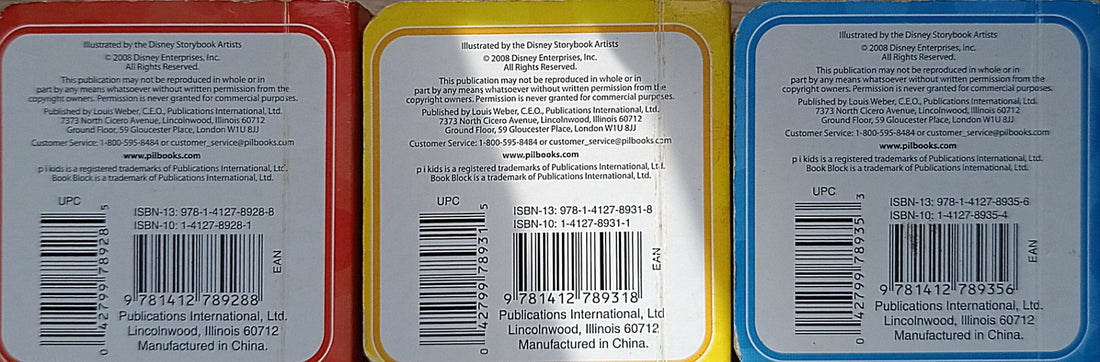 Illustrated by the Disney Storybook Artists
© 2008 Disney Enterprises, Inc.
All Rights Reserved.
This publication may not be reproduced in whole or in
part by any means whatsoever without written permission from the
copyright owners. Permission is never granted for commercial purposes.
Published by Louis Weber, C.E.O., Publications International, Ltd.
7373 North Cicero Avenue, Lincolnwood, Illinois 60712
Ground Floor, 59 Gloucester Place, London W1U 8JJ
Customer Service: 1-800-595-8484 or customer_service@pilbooks.com
www.pilbooks.com
p i kids is a registered trademarks of Publications International, Ltd.
Book Block is a trademark of Publications International, Ltd.
UPC
0 42799 78928 5
ISBN-13: 978-1-4127-8928-8
ISBN-10: 1-4127-8928-1
EAN
9 781412 789288
Publications International, Ltd.
Lincolnwood, Illinois 60712
Manufactured in China.
Illustrated by the Disney Storybook Artists
© 2008 Disney Enterprises, Inc.
All Rights Reserved.
This publication may not be reproduced in whole or in
part by any means whatsoever without written permission from the
copyright owners. Permission is never granted for commercial purposes.
Published by Louis Weber, C.E.O., Publications International, Ltd.
7373 North Cicero Avenue, Lincolnwood, Illinois 60712
Ground Floor, 59 Gloucester Place, London W1U 8JJ
Customer Service: 1-800-595-8484 or customer_service@pilbooks.com
www.pilbooks.com
p i kids is a registered trademarks of Publications International, Ltd.
Book Block is a trademark of Publications International, Ltd.
UPC
0 42799 78931 5
ISBN-13: 978-1-4127-8931-8
ISBN-10: 1-4127-8931-1
EAN
9 781412 789318
Publications International, Ltd
Lincolnwood, Illinois 60712
Manufactured in China.
Illustrated by the Disney Storybook Artists
© 2008 Disney Enterprises, Inc.
All Rights Reserved.
This publication may not be reproduced in whole or in
part by any means whatsoever without written permission from the
copyright owners. Permission is never granted for commercial purposes.
Published by Louis Weber, C.E.O., Publications International, Ltd.
7373 North Cicero Avenue, Lincolnwood, Illinois 60712
Ground Floor, 59 Gloucester Place, London W1U 8JJ
Customer Service: 1-800-595-8484 or customer_service@pilbooks.com
www.pilbooks.com
p i kids is a registered trademarks of Publications International, Ltd.
Book Block is a trademark of Publications International, Ltd.
UPC
0 42799 78935 3
ISBN-13: 978-1-4127-8935-6
ISBN-10: 1-4127-8935-4
EAN
9 781412 789356
Publications International, Ltd.
Lincolnwood, Illinois 60712
Manufactured in China.